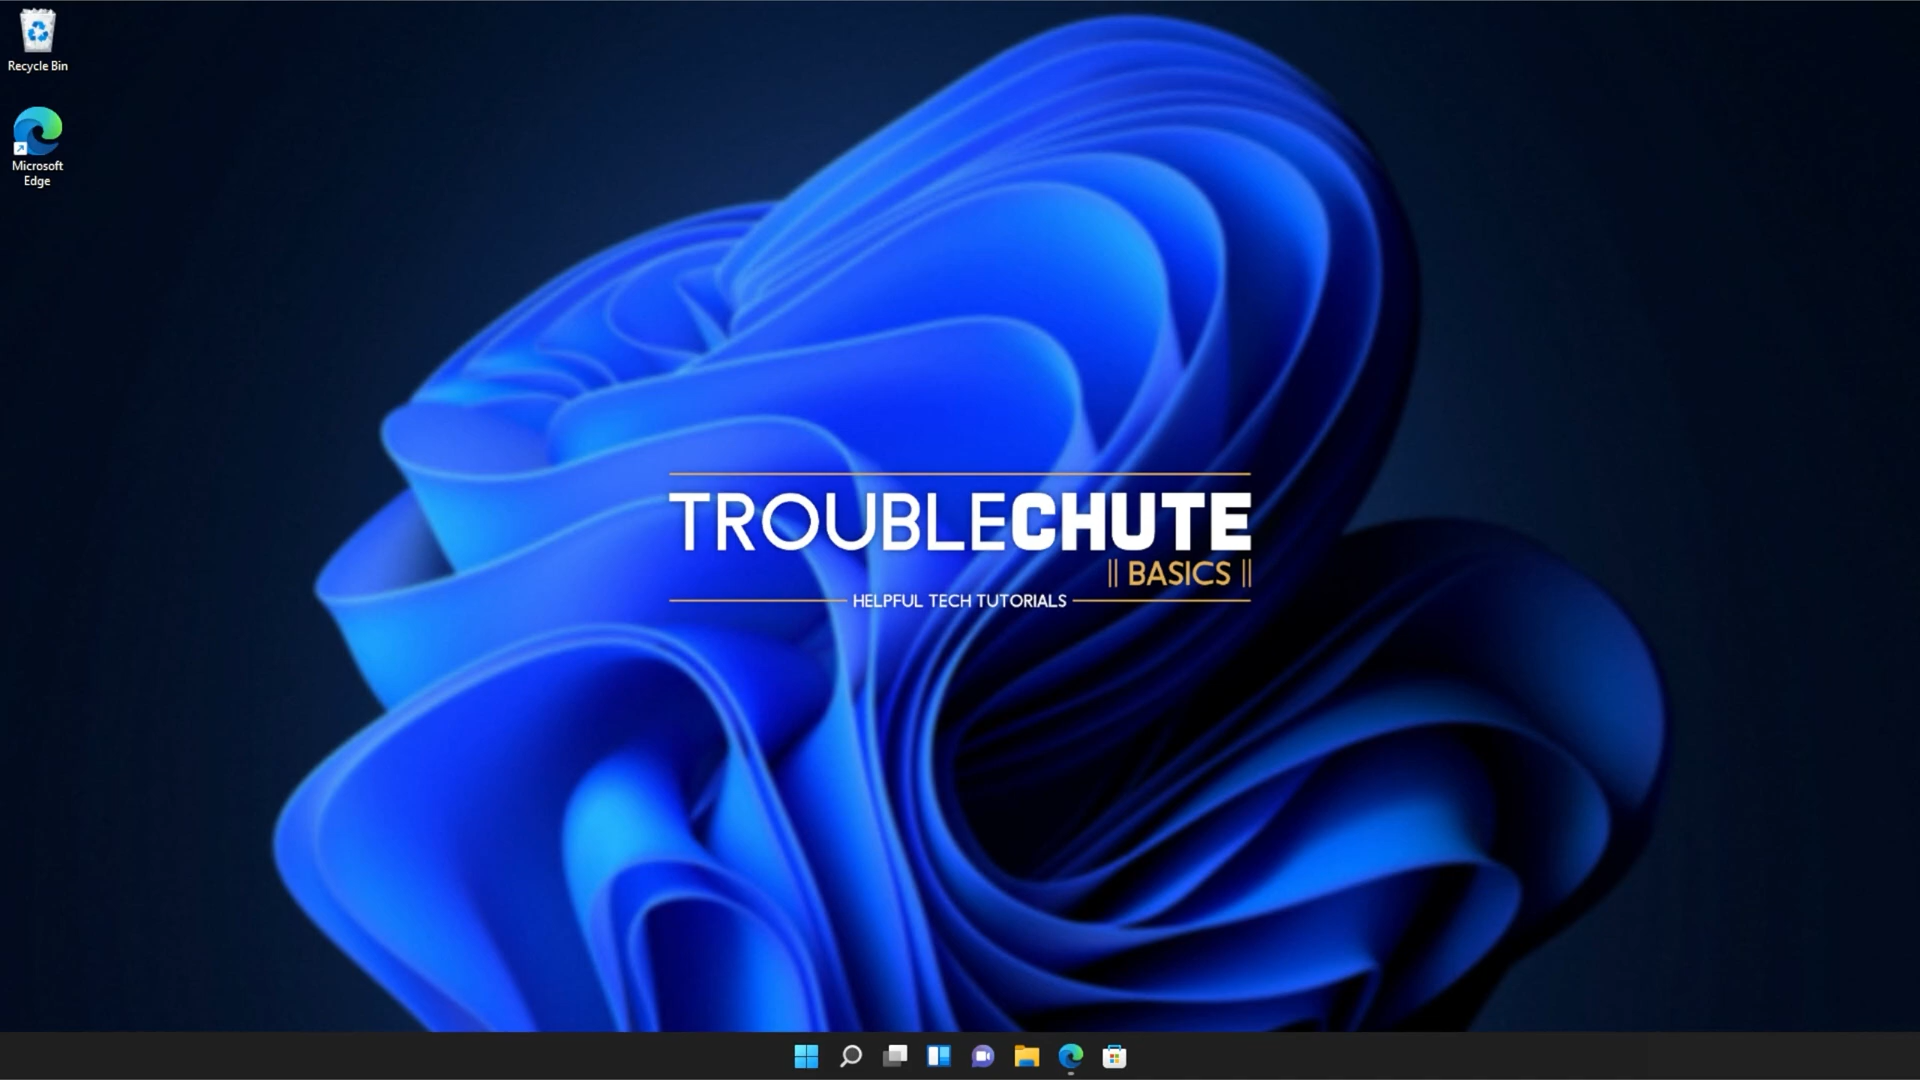 Recycle Bin
Microsoft
Edge
TROUBLECHUTE
|| BASICS ||
HELPFUL TECH TUTORIALS